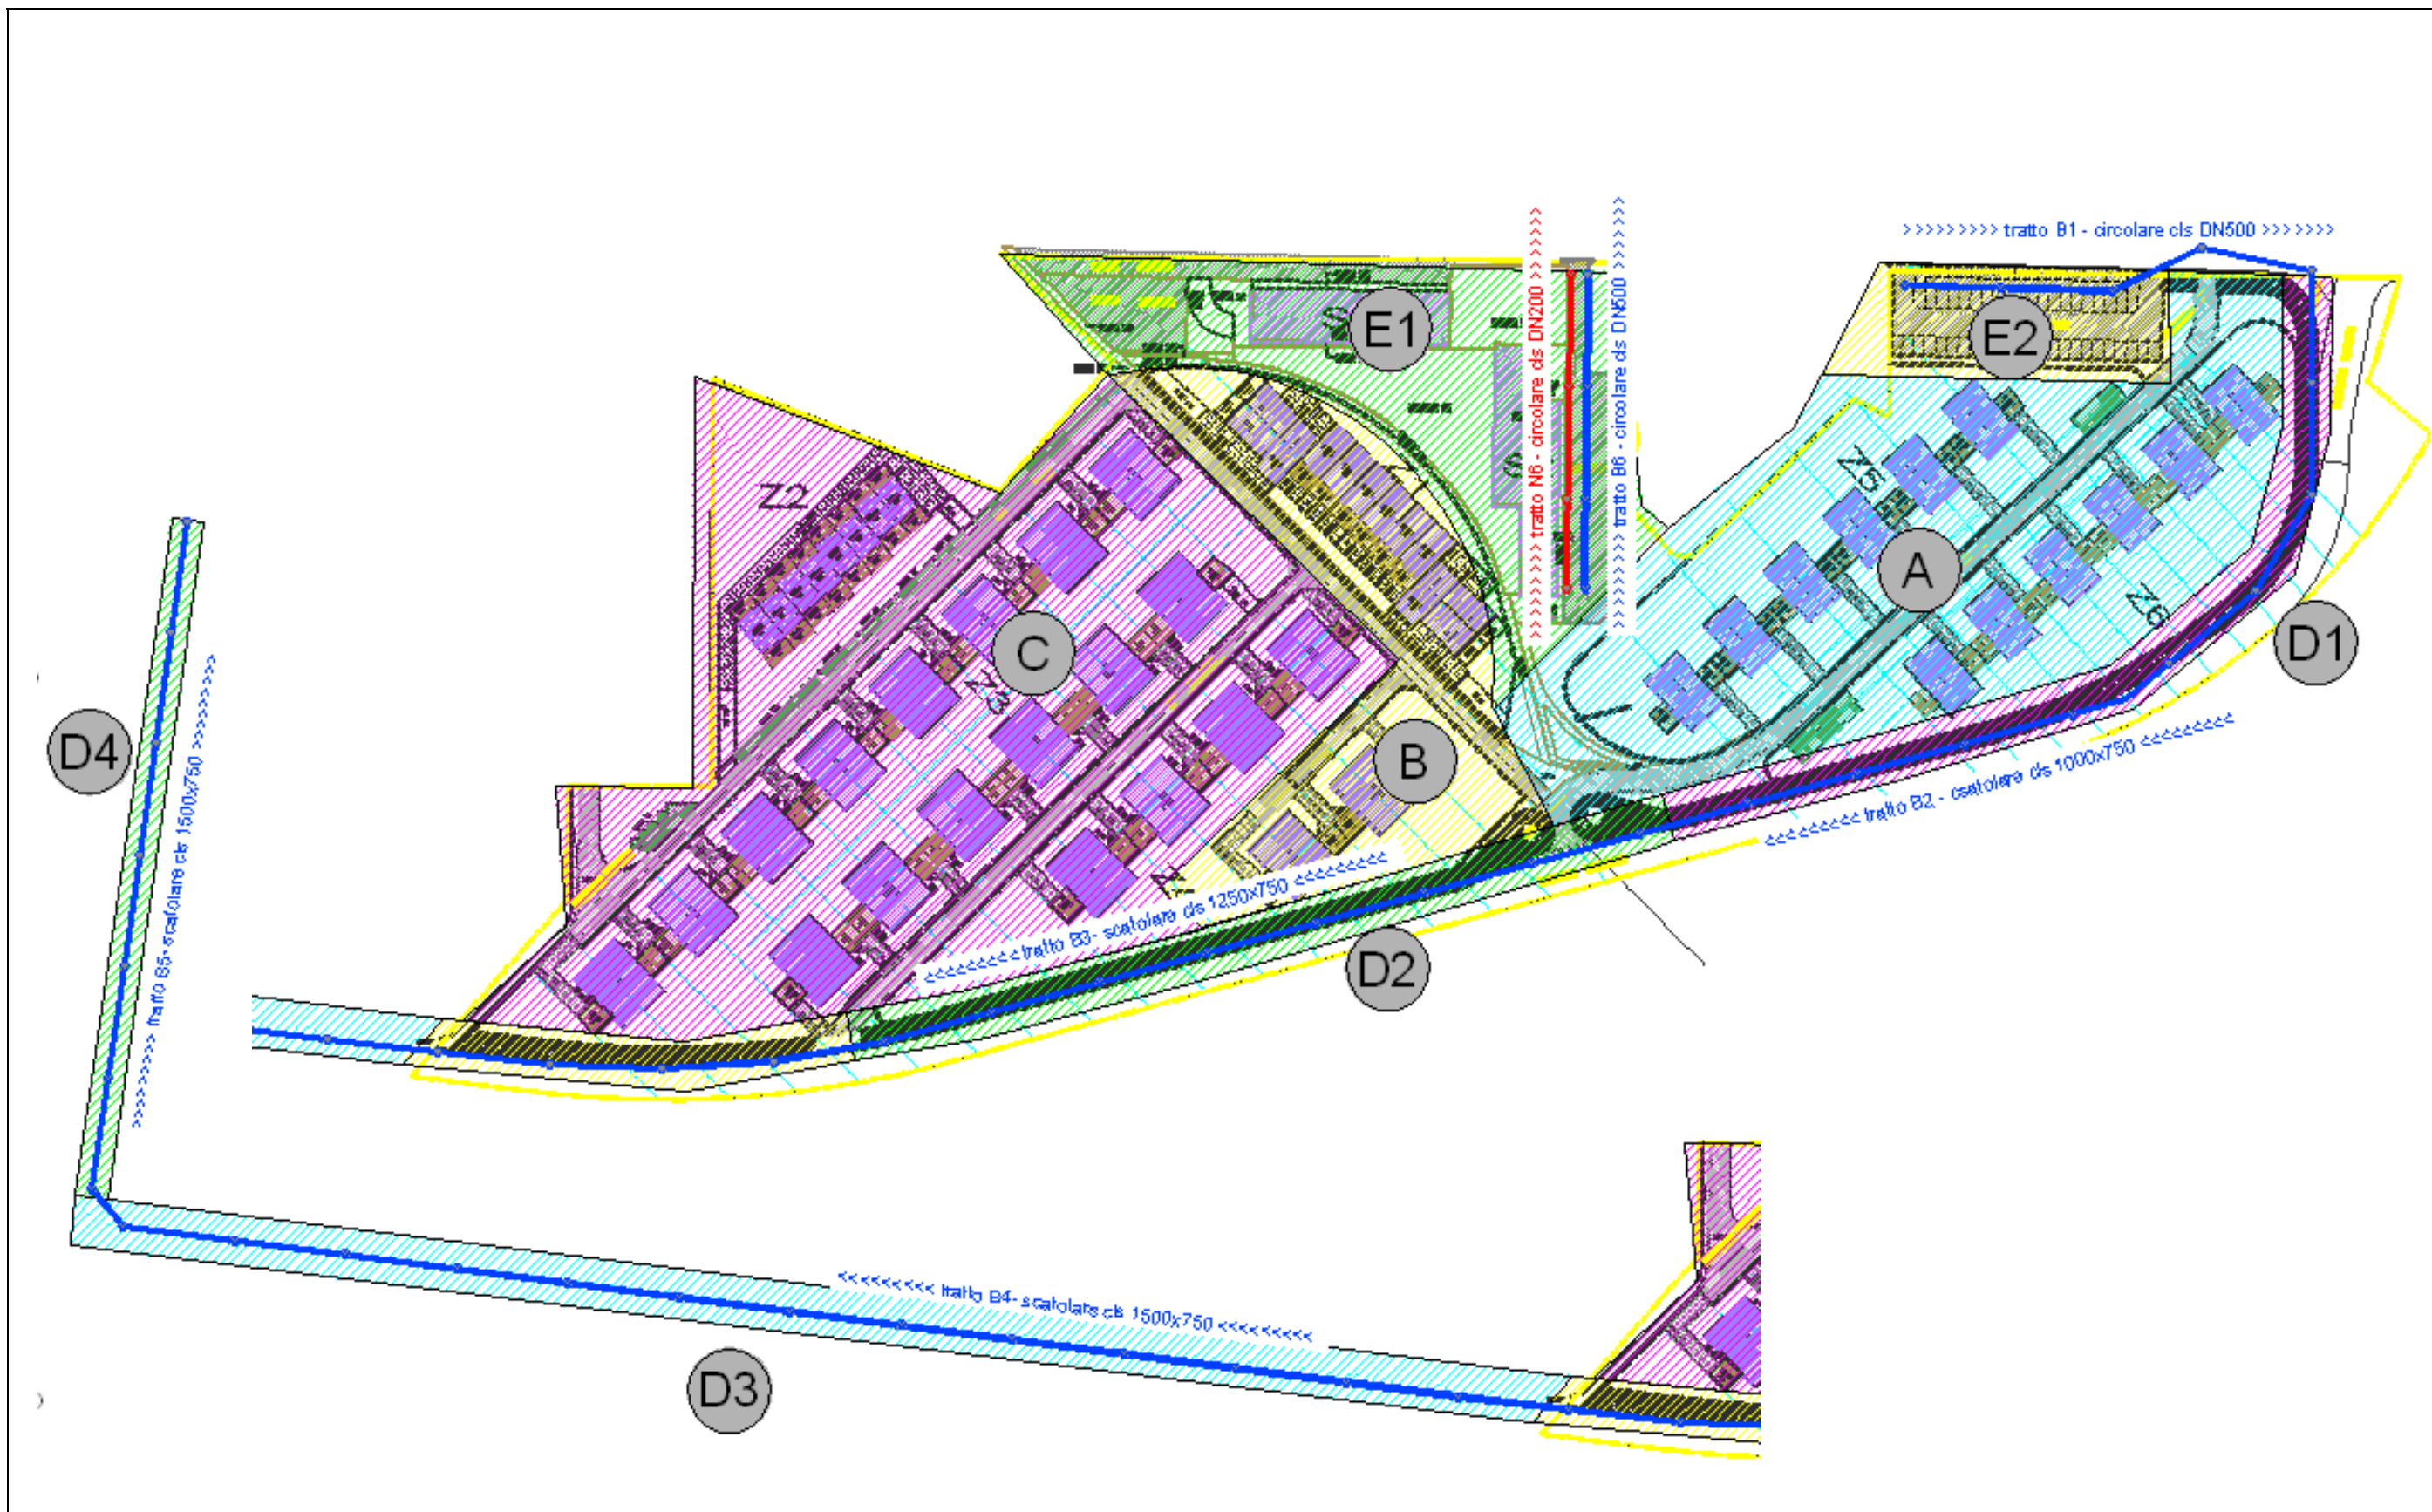 >>>>>>>>> tratto B1 - circolare cls DN500 >>>>>>>
E1
E2
>>>>> tratto N6 - circolare cls DN200 >>>>>
>>>>> tratto B6 - circolare cls DN500 >>>>>
Z2
Z5
A
Z6
D1
C
Z3
B
D4
>>>>>>>>> tratto B5-scatolare cls 1500x750 >>>>>>>>>
<<<<<<<<< tratto B2 - csatolare cls 1000x750 <<<<<<<<<
<<<<<<<<< tratto B3- scatolare cls 1250x750 <<<<<<<<<
D2
<<<<<<<<< tratto B4- scatolare cls 1500x750 <<<<<<<<<
D3